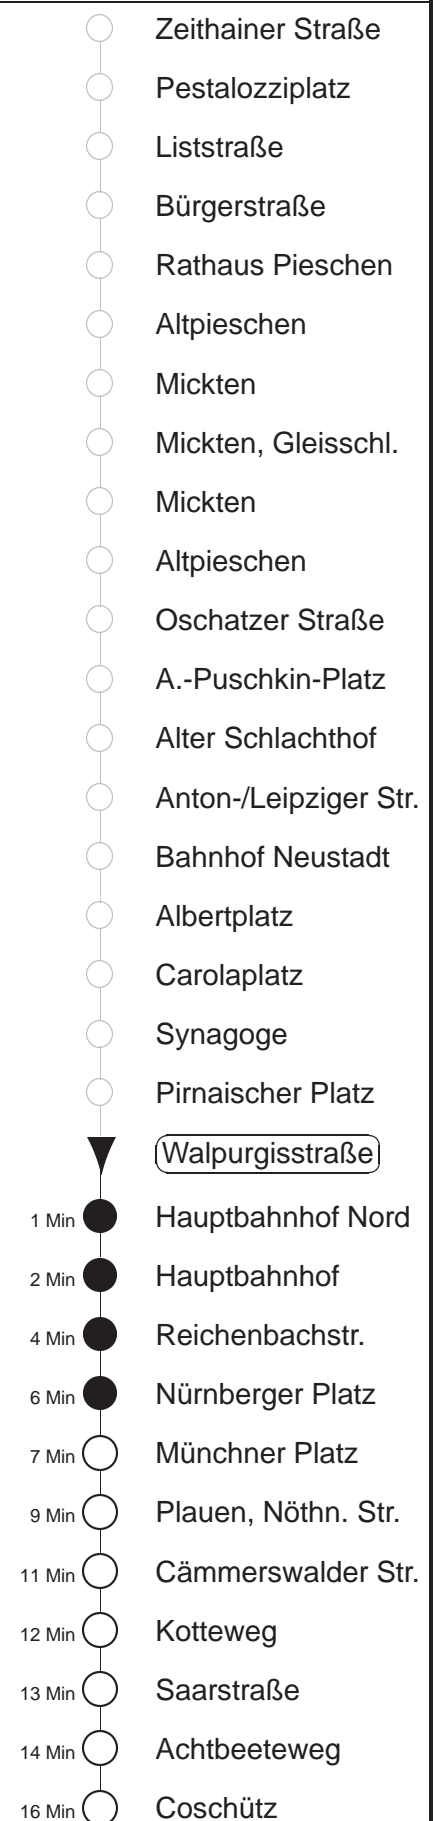 Zeithainer Straße
Pestalozziplatz
Liststraße
Bürgerstraße
Rathaus Pieschen
Altpieschen
Mickten
Mickten, Gleisschl.
Mickten
Altpieschen
Oschatzer Straße
A.-Puschkin-Platz
Alter Schlachthof
Anton-/Leipziger Str.
Bahnhof Neustadt
Albertplatz
Carolaplatz
Synagoge
Pirnaischer Platz
Walpurgisstraße
1 Min Hauptbahnhof Nord
2 Min Hauptbahnhof
4 Min Reichenbachstr.
6 Min Nürnberger Platz
7 Min Münchner Platz
9 Min Plauen, Nöthn. Str.
11 Min Cämmerswalder Str.
12 Min Kotteweg
13 Min Saarstraße
14 Min Achtbeeteweg
16 Min Coschütz